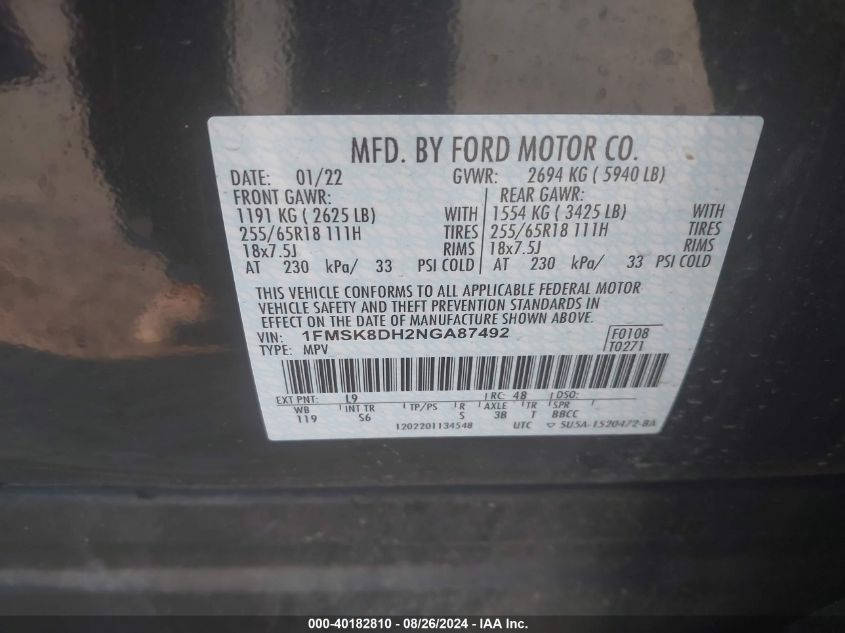 MFD. BY FORD MOTOR CO.
DATE: 01/22 GVWR: 2694 KG ( 5940 LB)
FRONT GAWR: REAR GAWR:
1191 KG ( 2625 LB) WITH 1554 KG ( 3425 LB) WITH
255/65R18 111H TIRES 255/65R18 111H TIRES
18x7.5J RIMS 18x7.5J RIMS
AT 230 kPa/ 33 PSI COLD AT 230 kPa/ 33 PSI COLD
THIS VEHICLE CONFORMS TO ALL APPLICABLE FEDERAL MOTOR
VEHICLE SAFETY AND THEFT PREVENTION STANDARDS IN
EFFECT ON THE DATE OF MANUFACTURE SHOWN ABOVE.
VIN: 1FMSK8DH2NGA87492 F0108
TYPE: MPV T0271
EXT PNT: L9 RC: 48 DSO:
WB INT TR TP/PS R AXLE TR SPR
119 S6 S 3B T BBCC
1202201134548 UTC ▽ 5U5A-1520472-BA
000-40182810 - 08/26/2024 - IAA Inc.